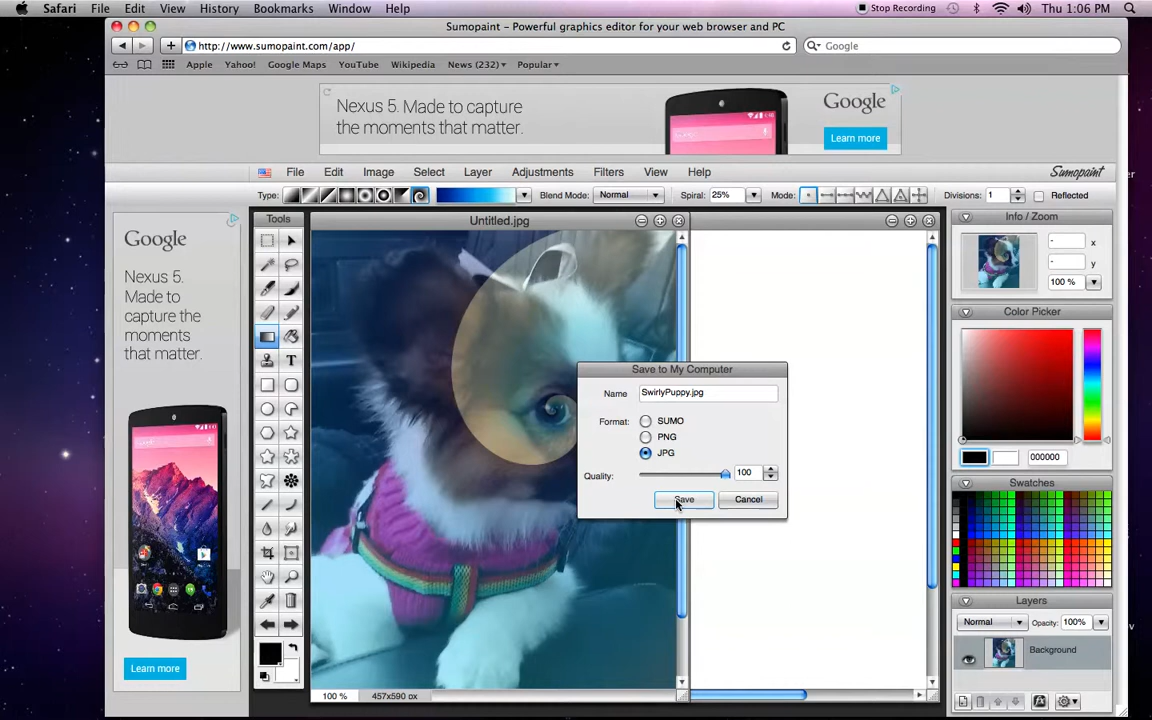 Safari File Edit View History Bookmarks Window Help Stop Recording Thu 1:06 PM
Sumopaint - Powerful graphics editor for your web browser and PC
http://www.sumopaint.com/app/ Google
Apple Yahoo! Google Maps YouTube Wikipedia News (232) Popular
Nexus 5. Made to capture
the moments that matter.
Google
Learn more
File Edit Image Select Layer Adjustments Filters View Help Sumopaint
Type: Blend Mode: Normal Spiral: 25% Mode: Divisions: 1 Reflected
Google
Nexus 5.
Made to
capture the
moments
that matter.
Learn more
Tools
T
Untitled.jpg
100 % 457x590 px
Save to My Computer
Name SwirlyPuppy.jpg
Format: SUMO
PNG
JPG
Quality: 100
Save Cancel
Info / Zoom
- x
- y
100 %
Color Picker
000000
Swatches
Layers
Normal Opacity: 100%
Background